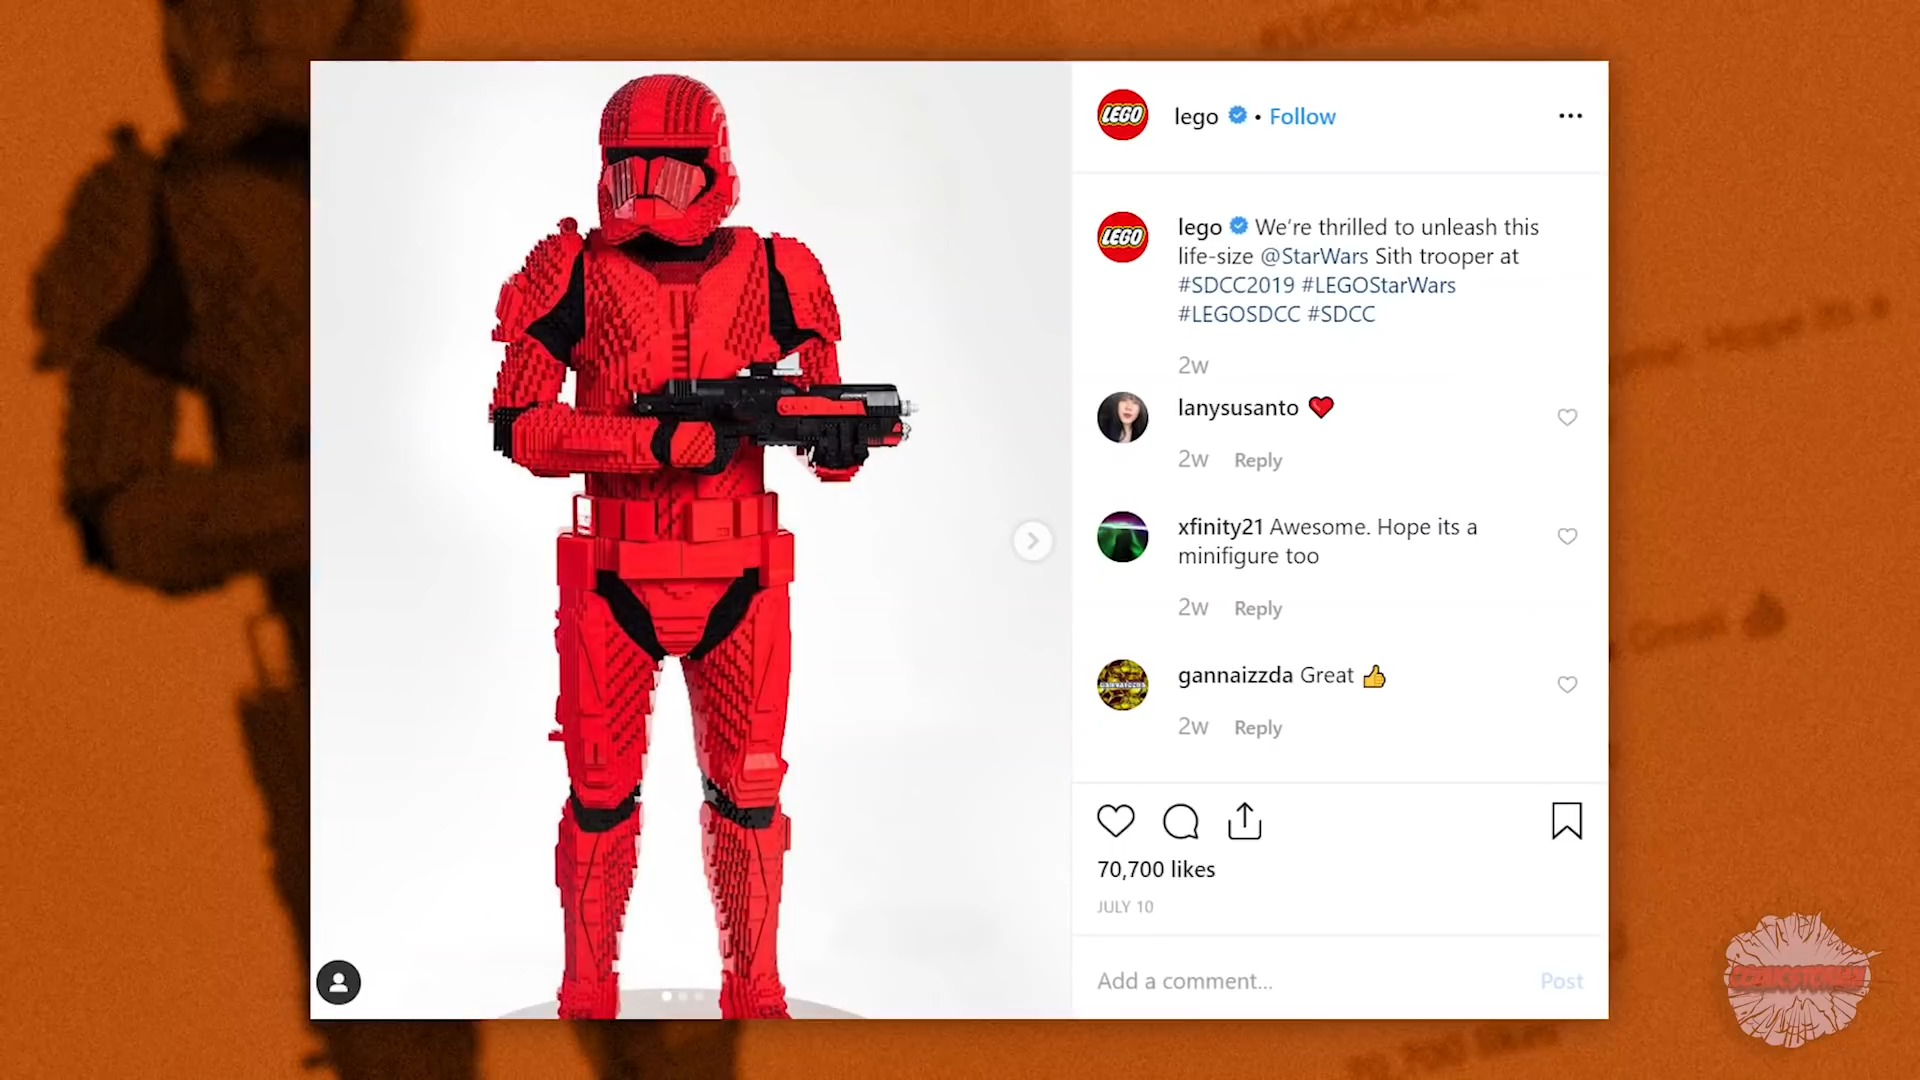 LEGO
lego • Follow
LEGO
lego We're thrilled to unleash this
life-size @StarWars Sith trooper at
#SDCC2019 #LEGOStarWars
#LEGOSDCC #SDCC
2w
lanysusanto
2w Reply
xfinity21 Awesome. Hope its a
minifigure too
2w Reply
gannaizzda Great
2w Reply
70,700 likes
JULY 10
Add a comment... Post